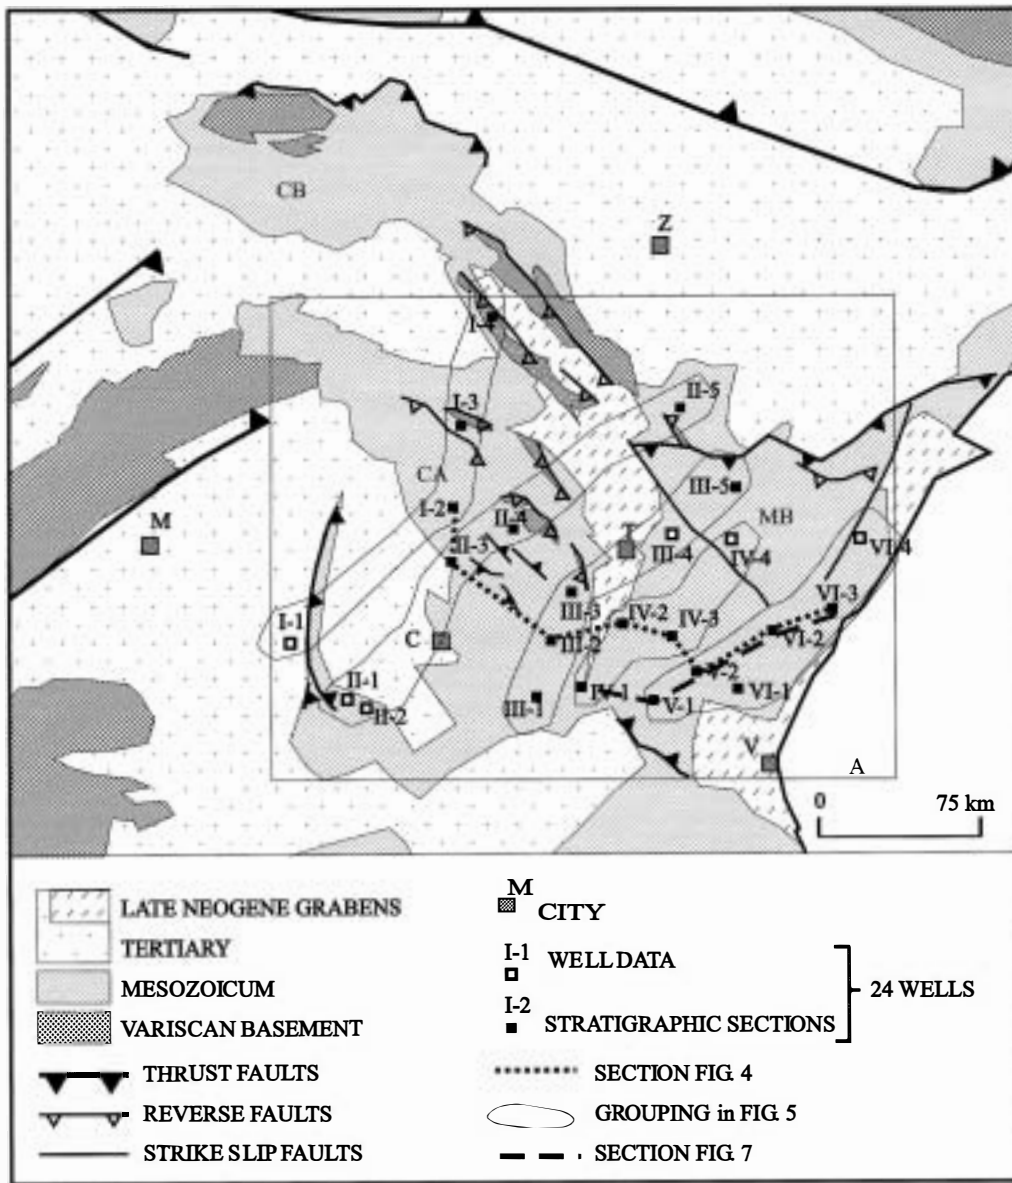 CB
Z
I-4
I-3
II-5
CA
I-2
II-4
III-5
MB
M
II-3
T
III-4
IV-4
VI-4
I-1
C
III-3
III-2
IV-2
IV-3
VI-3
VI-2
II-1
II-2
III-1
IV-1
V-1
V-2
VI-1
V
A
0 75 km
LATE NEOGENE GRABENS
TERTIARY
MESOZOICUM
VARISCAN BASEMENT
THRUST FAULTS
REVERSE FAULTS
STRIKE SLIP FAULTS
M
CITY
I-1
WELL DATA
I-2
STRATIGRAPHIC SECTIONS
24 WELLS
SECTION FIG. 4
GROUPING in FIG. 5
SECTION FIG. 7